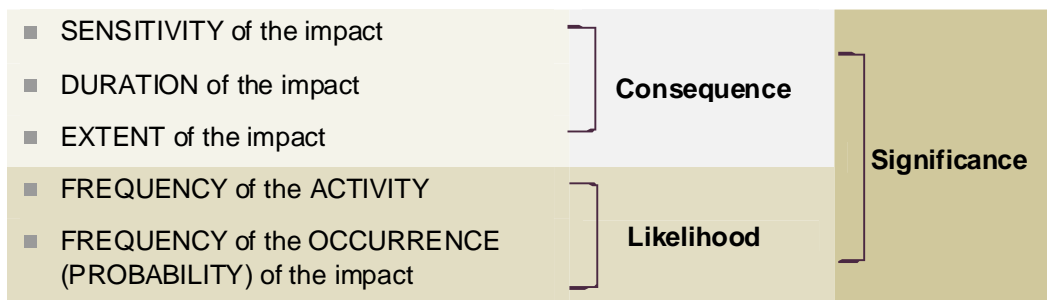 SENSITIVITY of the impact
DURATION of the impact
EXTENT of the impact
Consequence
FREQUENCY of the ACTIVITY
FREQUENCY of the OCCURRENCE
(PROBABILITY) of the impact
Likelihood
Significance